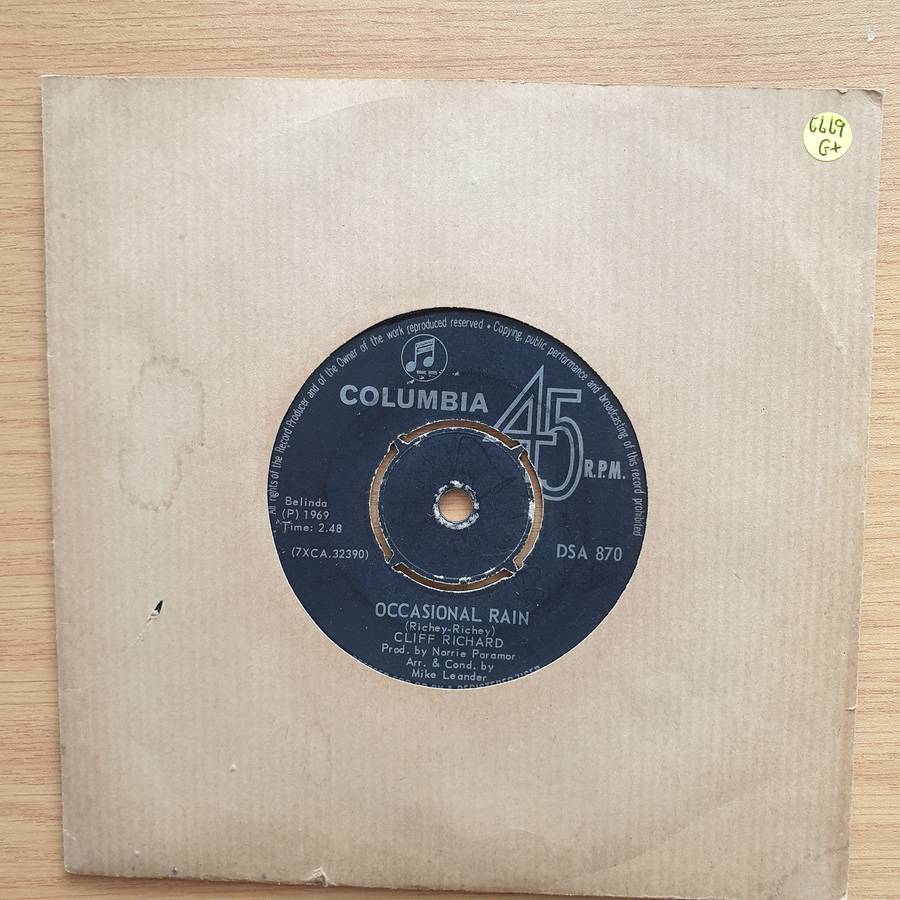 6669
G+
All rights of the Record Producer and of the Owner of the work reproduced reserved • Copying, public performance and broadcasting of this record prohibited
COLUMBIA
45
R.P.M.
Belinda
(P) 1969
Time: 2.48
(7XCA.32390)
DSA 870
OCCASIONAL RAIN
(Richey-Richey)
CLIFF RICHARD
Prod. by Norrie Paramor
Arr. & Cond. by
Mike Leander